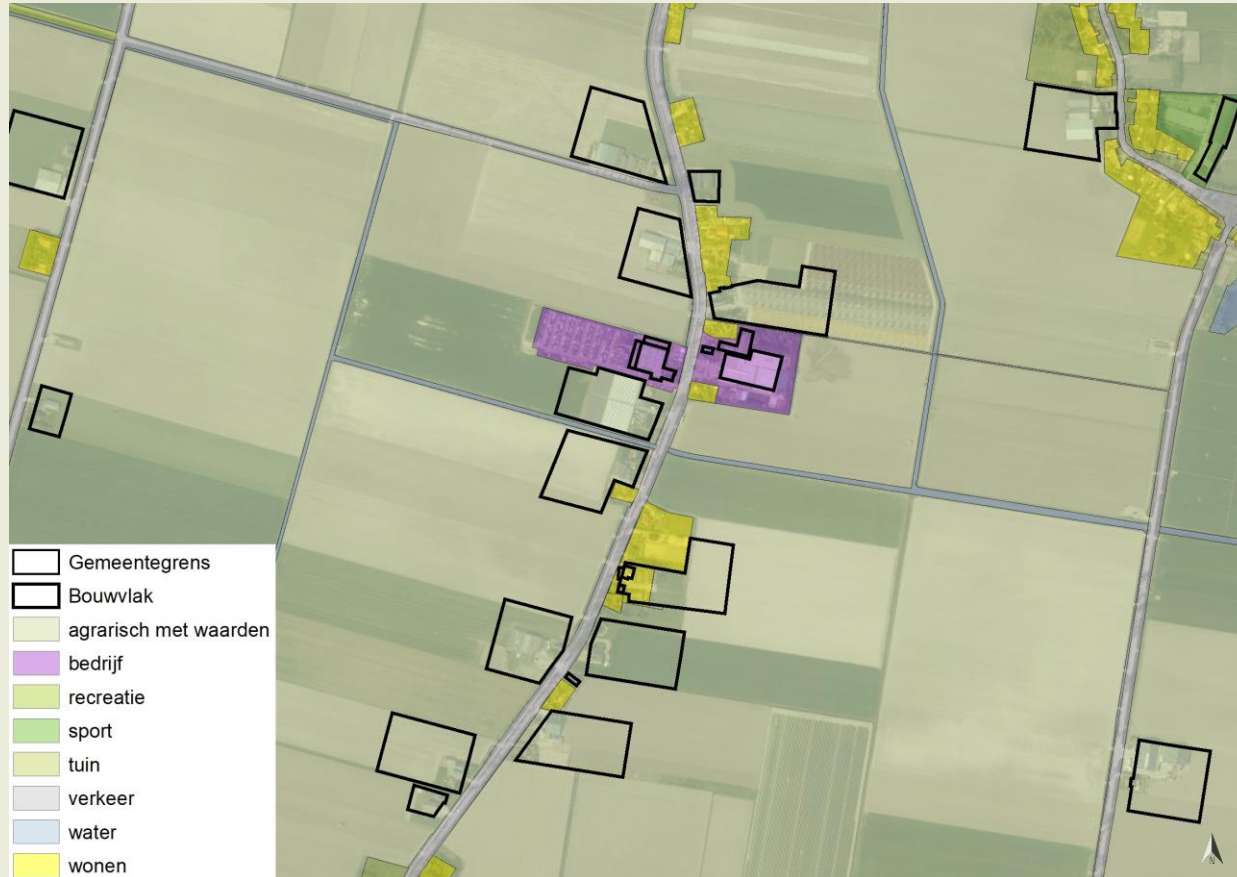 Gemeentegrens
Bouwvlak
agrarisch met waarden
bedrijf
recreatie
sport
tuin
verkeer
water
wonen
N